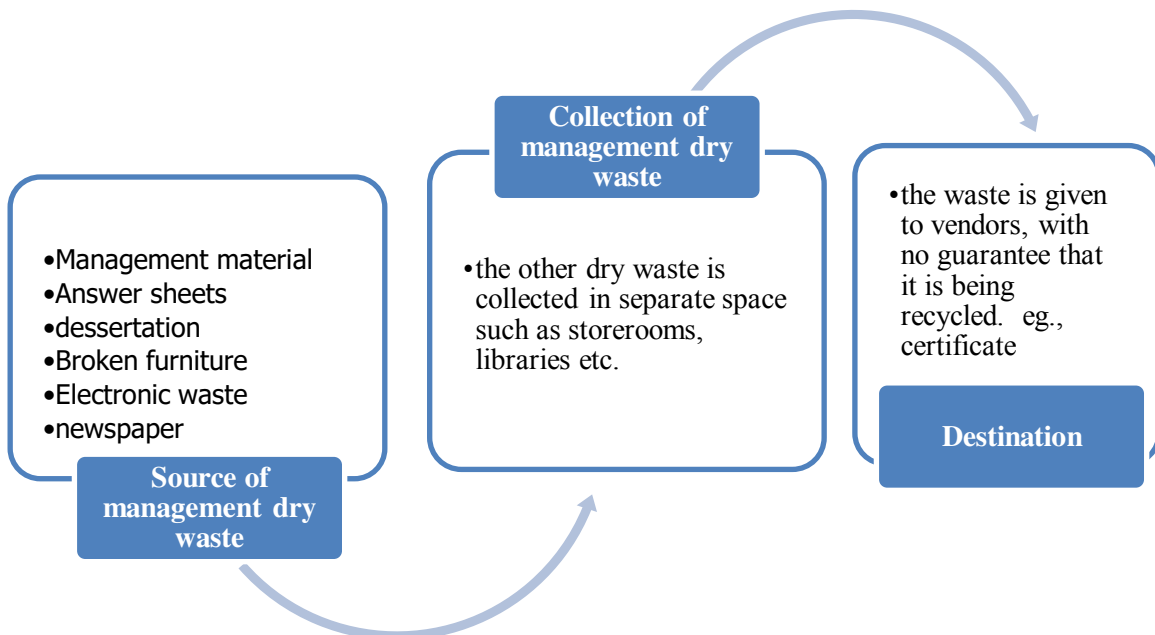 •Management material
•Answer sheets
•dessertation
•Broken furniture
•Electronic waste
•newspaper
Source of
management dry
waste
Collection of
management dry
waste
•the other dry waste is
collected in separate space
such as storerooms,
libraries etc.
•the waste is given
to vendors, with
no guarantee that
it is being
recycled. eg.,
certificate
Destination